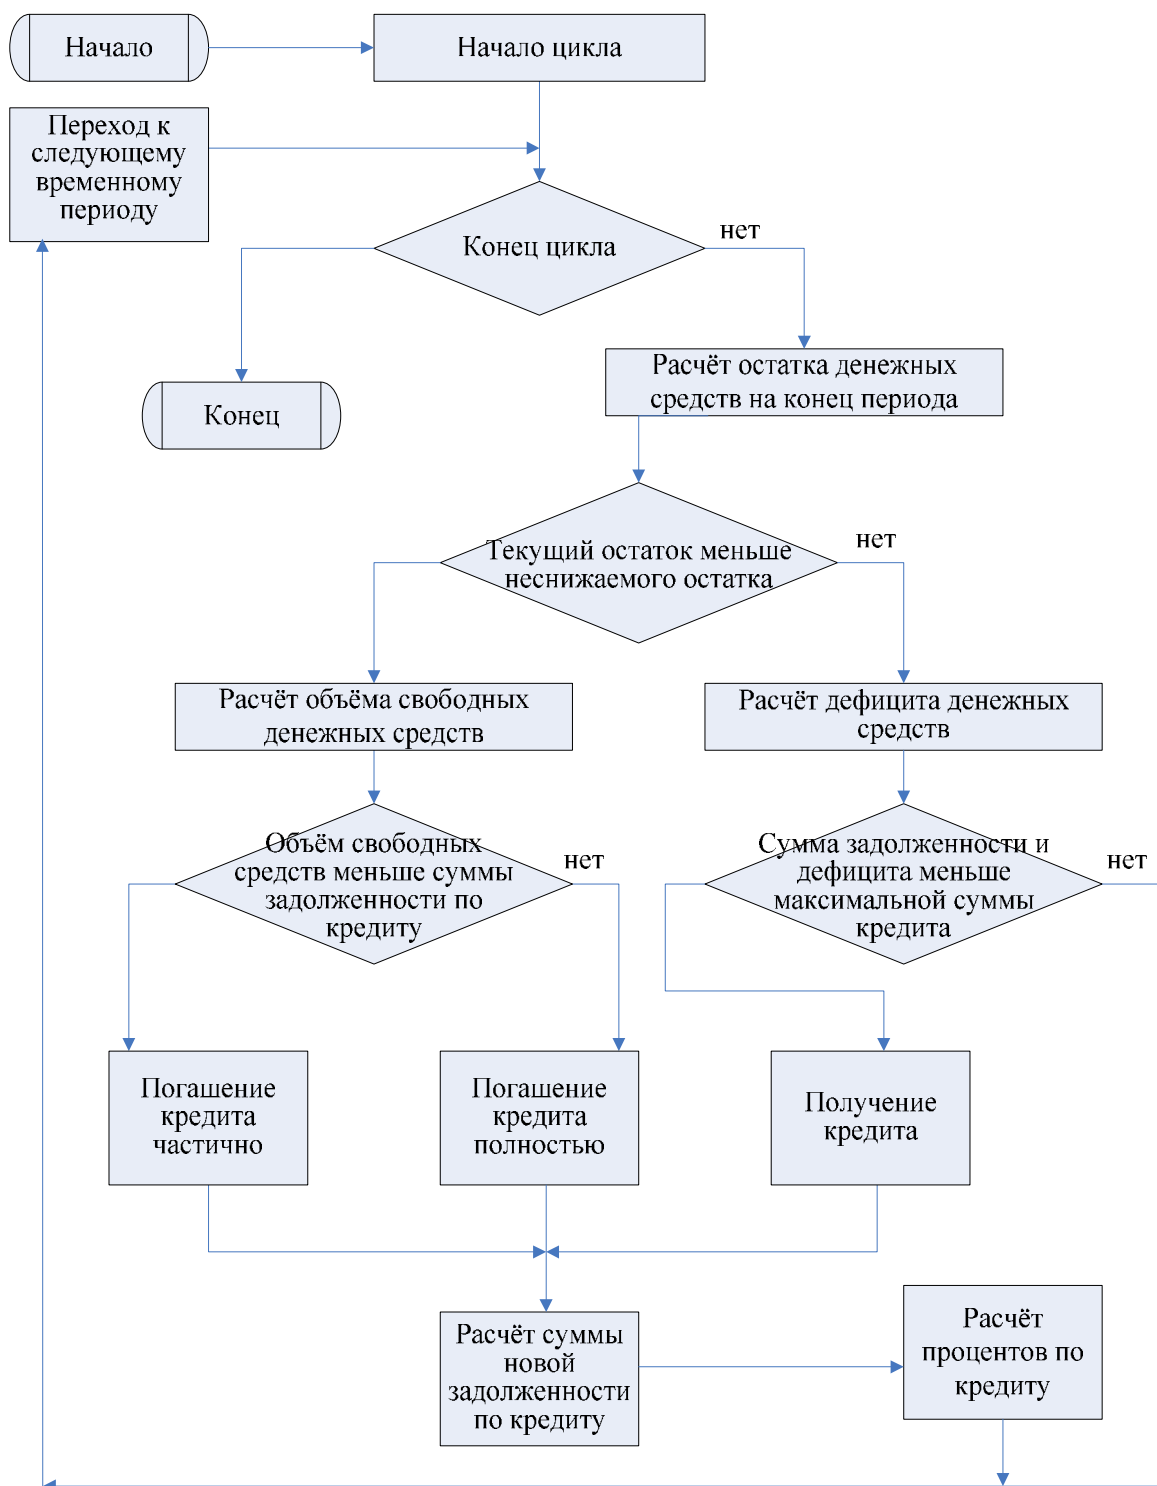 Начало
Начало цикла
Переход к
следующему
временному
периоду
Конец цикла
нет
Расчёт остатка денежных
средств на конец периода
Конец
Текущий остаток меньше
неснижаемого остатка
нет
Расчёт объёма свободных
денежных средств
Расчёт дефицита денежных
средств
Объём свободных
средств меньше суммы
задолженности по
кредиту
нет
Сумма задолженности и
дефицита меньше
максимальной суммы
кредита
нет
Погашение
кредита
частично
Погашение
кредита
полностью
Получение
кредита
Расчёт суммы
новой
задолженности
по кредиту
Расчёт
процентов по
кредиту